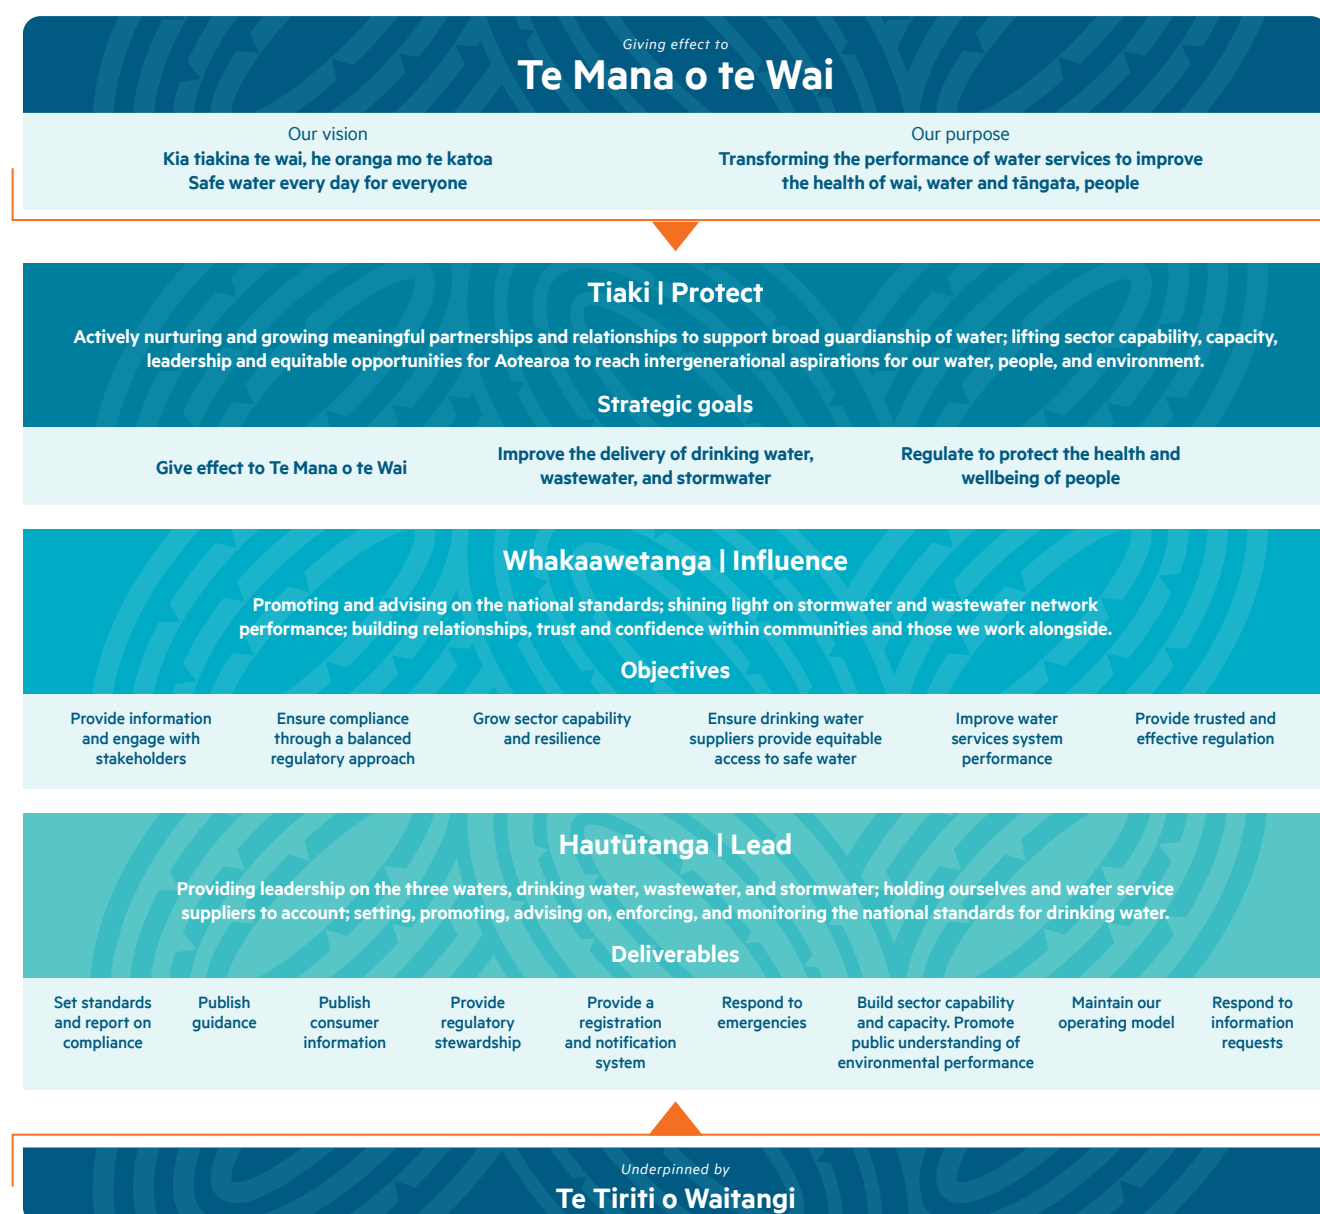 Giving effect to
Te Mana o te Wai
Our vision
Kia tiakina te wai, he oranga mo te katoa
Safe water every day for everyone
Our purpose
Transforming the performance of water services to improve
the health of wai, water and tāngata, people
Tiaki | Protect
Actively nurturing and growing meaningful partnerships and relationships to support broad guardianship of water; lifting sector capability, capacity,
leadership and equitable opportunities for Aotearoa to reach intergenerational aspirations for our water, people, and environment.
Strategic goals
Give effect to Te Mana o te Wai
Improve the delivery of drinking water,
wastewater, and stormwater
Regulate to protect the health and
wellbeing of people
Whakaawetanga | Influence
Promoting and advising on the national standards; shining light on stormwater and wastewater network
performance; building relationships, trust and confidence within communities and those we work alongside.
Objectives
Provide information
and engage with
stakeholders
Ensure compliance
through a balanced
regulatory approach
Grow sector capability
and resilience
Ensure drinking water
suppliers provide equitable
access to safe water
Improve water
services system
performance
Provide trusted and
effective regulation
Hautūtanga | Lead
Providing leadership on the three waters, drinking water, wastewater, and stormwater; holding ourselves and water service
suppliers to account; setting, promoting, advising on, enforcing, and monitoring the national standards for drinking water.
Deliverables
Set standards
and report on
compliance
Publish
guidance
Publish
consumer
information
Provide
regulatory
stewardship
Provide a
registration
and notification
system
Respond to
emergencies
Build sector capability
and capacity. Promote
public understanding of
environmental performance
Maintain our
operating model
Respond to
information
requests
Underpinned by
Te Tiriti o Waitangi